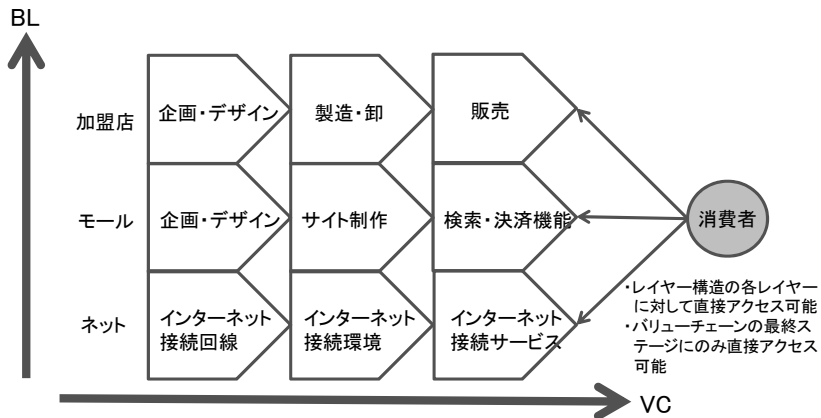 BL
加盟店
企画・デザイン
製造・卸
販売
モール
企画・デザイン
サイト制作
検索・決済機能
消費者
ネット
インターネット
接続回線
インターネット
接続環境
インターネット
接続サービス
・レイヤー構造の各レイヤー
に対して直接アクセス可能
・バリューチェーンの最終ス
テージにのみ直接アクセス
可能
VC